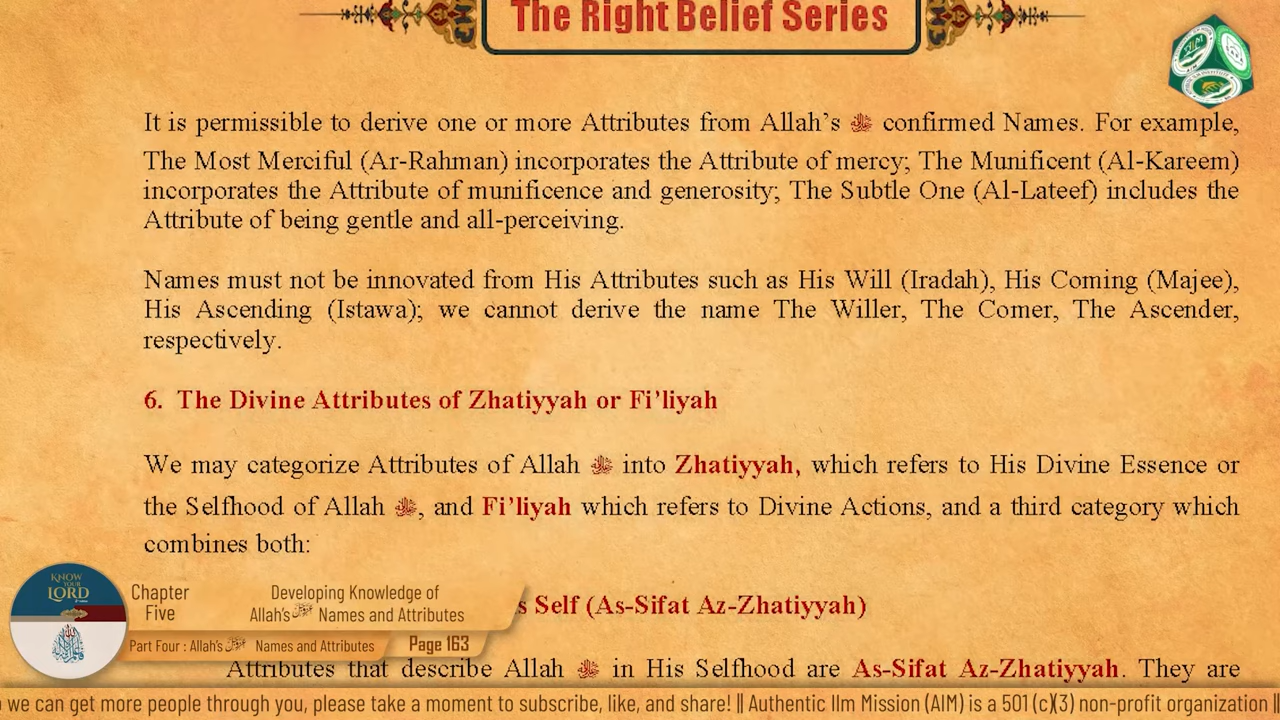 The Right Belief Series
It is permissible to derive one or more Attributes from Allah’s ﷻ confirmed Names. For example,
The Most Merciful (Ar-Rahman) incorporates the Attribute of mercy; The Munificent (Al-Kareem)
incorporates the Attribute of munificence and generosity; The Subtle One (Al-Lateef) includes the
Attribute of being gentle and all-perceiving.
Names must not be innovated from His Attributes such as His Will (Iradah), His Coming (Majee),
His Ascending (Istawa); we cannot derive the name The Willer, The Comer, The Ascender,
respectively.
6. The Divine Attributes of Zhatiyyah or Fi’liyah
We may categorize Attributes of Allah ﷻ into Zhatiyyah, which refers to His Divine Essence or
the Selfhood of Allah ﷻ, and Fi’liyah which refers to Divine Actions, and a third category which
combines both:
s Self (As-Sifat Az-Zhatiyyah)
Attributes that describe Allah ﷻ in His Selfhood are As-Sifat Az-Zhatiyyah. They are
KNOW
YOUR
LORD
Chapter
Five
Developing Knowledge of
Allah’s Names and Attributes
Part Four : Allah’s Names and Attributes
Page 163
we can get more people through you, please take a moment to subscribe, like, and share! || Authentic Ilm Mission (AIM) is a 501 (c)(3) non-profit organization ||